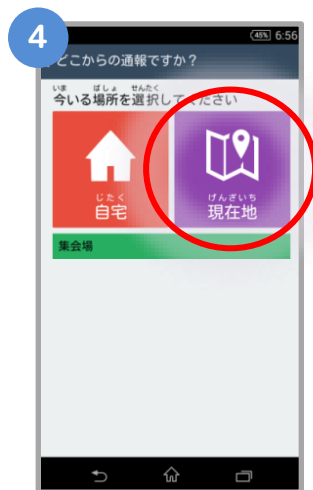 4
45% 6:56
どこからの通報ですか？
いま ばしょ せんたく
今いる場所を選択してください
じたく
自宅
げんざいち
現在地
集会場